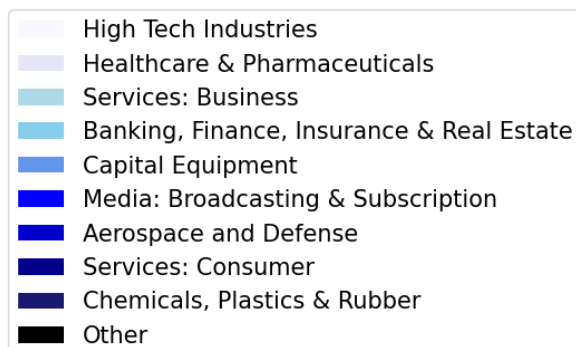 High Tech Industries
Healthcare & Pharmaceuticals
Services: Business
Banking, Finance, Insurance & Real Estate
Capital Equipment
Media: Broadcasting & Subscription
Aerospace and Defense
Services: Consumer
Chemicals, Plastics & Rubber
Other